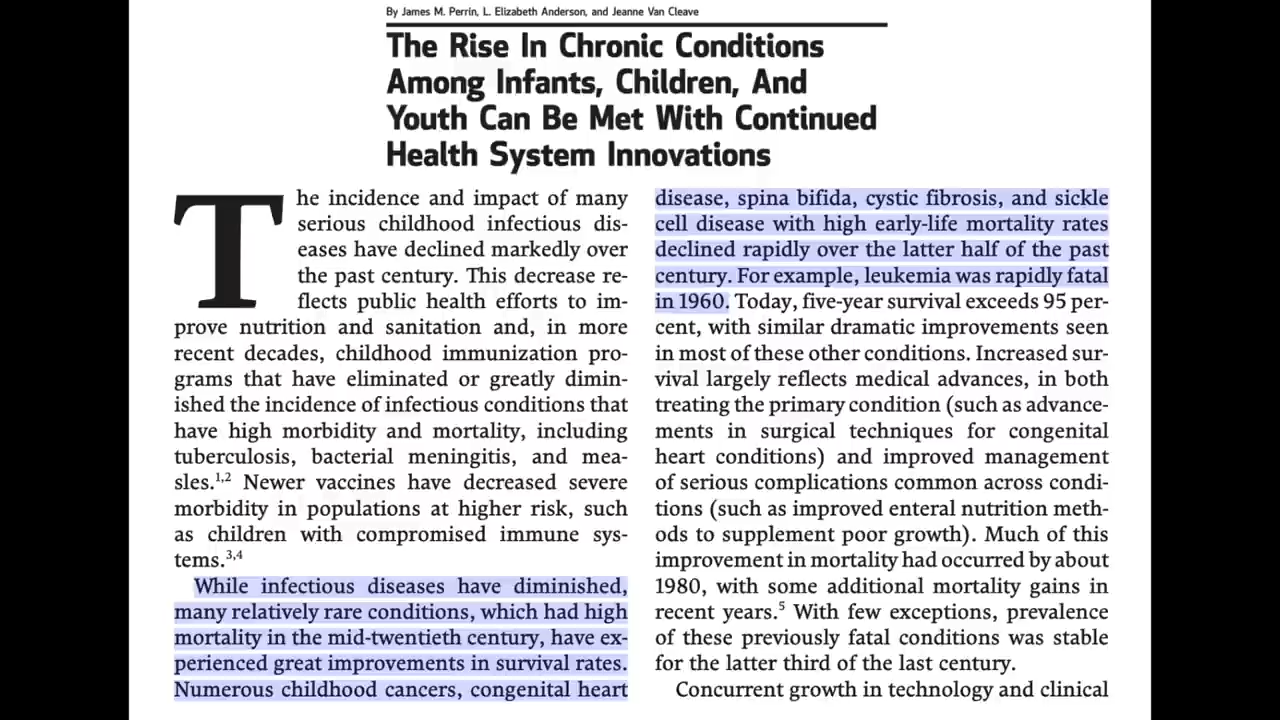 By James M. Perrin, L. Elizabeth Anderson, and Jeanne Van Cleave
The Rise In Chronic Conditions
Among Infants, Children, And
Youth Can Be Met With Continued
Health System Innovations
The incidence and impact of many
serious childhood infectious dis-
eases have declined markedly over
the past century. This decrease re-
flects public health efforts to im-
prove nutrition and sanitation and, in more
recent decades, childhood immunization pro-
grams that have eliminated or greatly dimin-
ished the incidence of infectious conditions that
have high morbidity and mortality, including
tuberculosis, bacterial meningitis, and mea-
sles.1,2 Newer vaccines have decreased severe
morbidity in populations at higher risk, such
as children with compromised immune sys-
tems.3,4
While infectious diseases have diminished,
many relatively rare conditions, which had high
mortality in the mid-twentieth century, have ex-
perienced great improvements in survival rates.
Numerous childhood cancers, congenital heart
disease, spina bifida, cystic fibrosis, and sickle
cell disease with high early-life mortality rates
declined rapidly over the latter half of the past
century. For example, leukemia was rapidly fatal
in 1960. Today, five-year survival exceeds 95 per-
cent, with similar dramatic improvements seen
in most of these other conditions. Increased sur-
vival largely reflects medical advances, in both
treating the primary condition (such as advance-
ments in surgical techniques for congenital
heart conditions) and improved management
of serious complications common across condi-
tions (such as improved enteral nutrition meth-
ods to supplement poor growth). Much of this
improvement in mortality had occurred by about
1980, with some additional mortality gains in
recent years.5 With few exceptions, prevalence
of these previously fatal conditions was stable
for the latter third of the last century.
Concurrent growth in technology and clinical